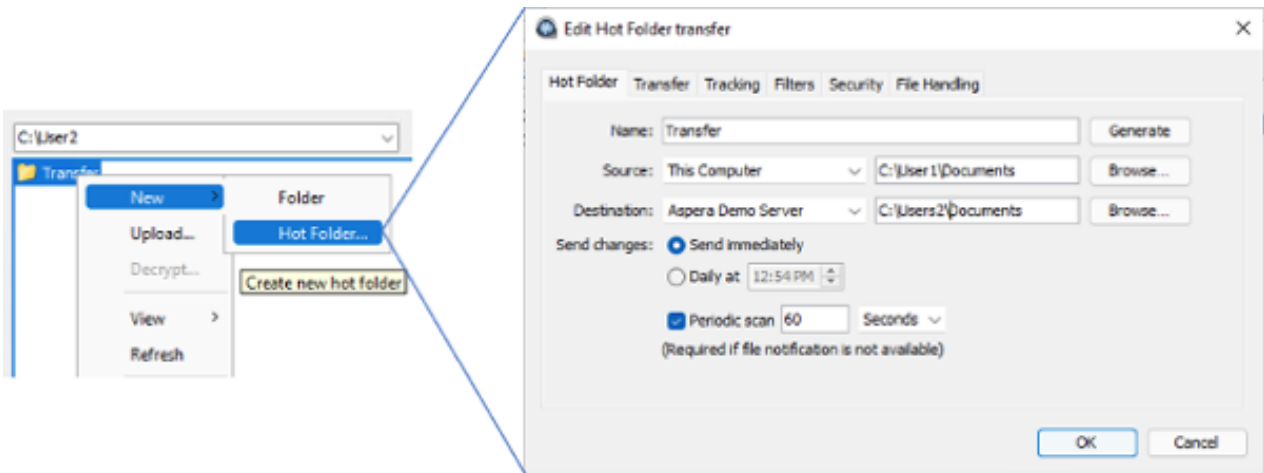 C:\User2
Transfer
New
Folder
Upload...
Hot Folder...
Decrypt...
Create new hot folder
View
Refresh
Edit Hot Folder transfer
Hot Folder Transfer Tracking Filters Security File Handling
Name: Transfer Generate
Source: This Computer C:\User1\Documents Browse...
Destination: Aspera Demo Server C:\Users2\Documents Browse...
Send changes: Send immediately
Daily at 12:54 PM
Periodic scan 60 Seconds
(Required if file notification is not available)
OK Cancel